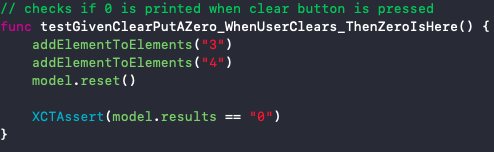 // checks if 0 is printed when clear button is pressed
func testGivenClearPutAZero_WhenUserClears_ThenZeroIsHere() {
    addElementToElements("3")
    addElementToElements("4")
    model.reset()

    XCTAssert(model.results == "0")
}